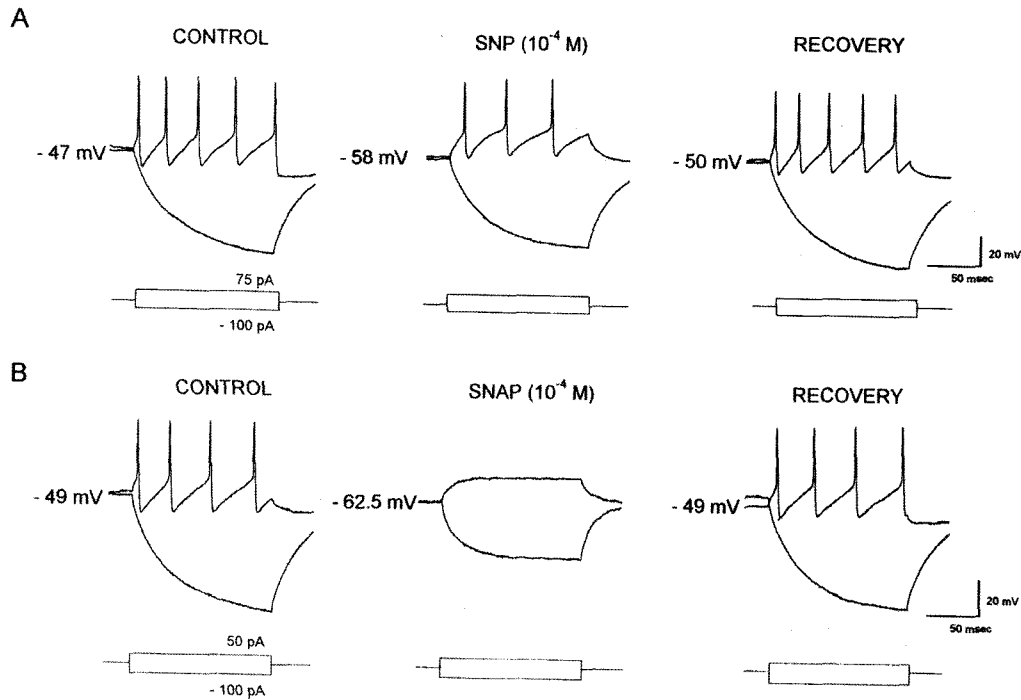 A
CONTROL
SNP (10⁻⁴ M)
RECOVERY
- 47 mV
- 58 mV
- 50 mV
20 mV
50 msec
75 pA
- 100 pA
B
CONTROL
SNAP (10⁻⁴ M)
RECOVERY
- 49 mV
- 62.5 mV
- 49 mV
20 mV
50 msec
50 pA
- 100 pA